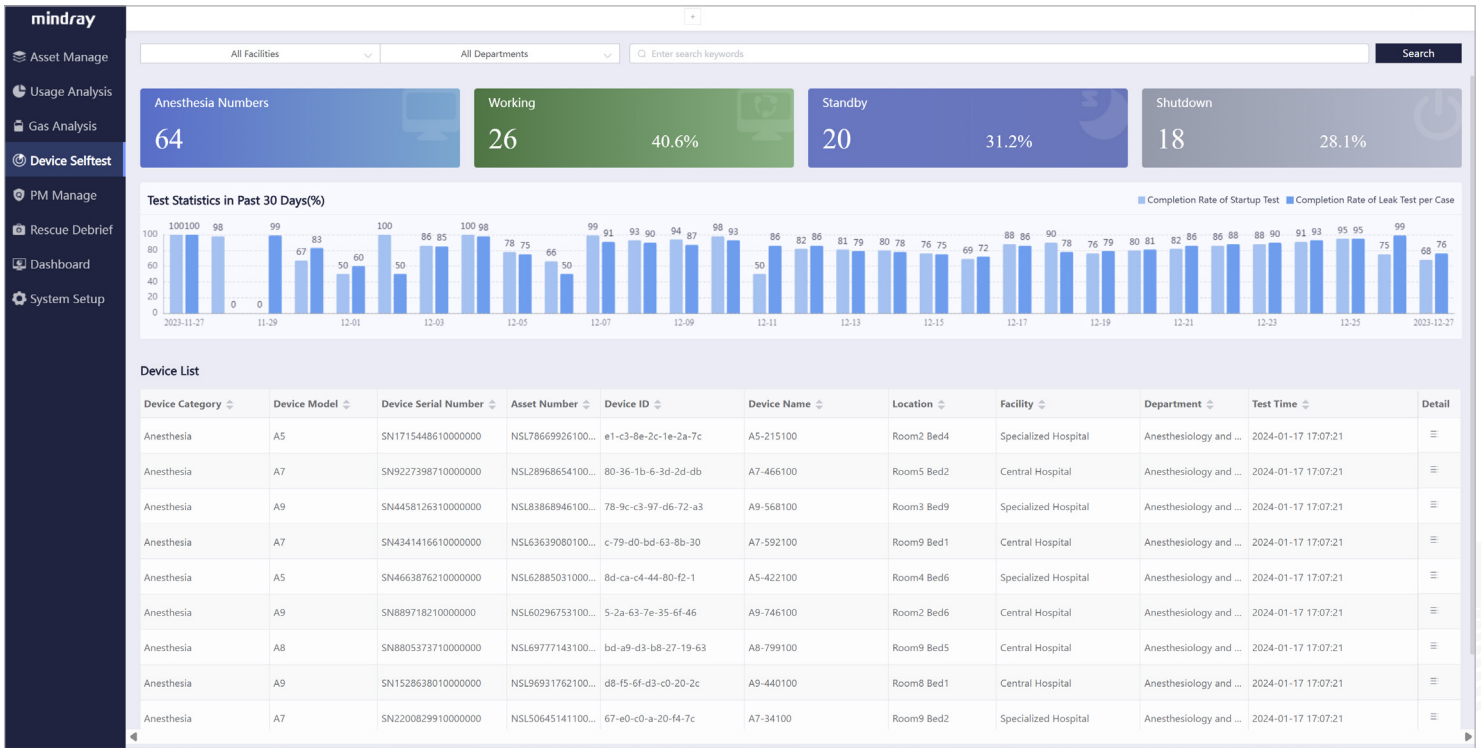 mindray
+
Asset Manage
Usage Analysis
Gas Analysis
Device Selftest
PM Manage
Rescue Debrief
Dashboard
System Setup
All Facilities All Departments Enter search keywords Search
Anesthesia Numbers Working Standby Shutdown
64 26 40.6% 20 31.2% 18 28.1%
Test Statistics in Past 30 Days(%) Completion Rate of Startup Test Completion Rate of Leak Test per Case
100 80 60 40 20 0
100 100 98 0 0 99 67 83 50 60 100 50 86 85 100 98 78 75 66 50 99 91 93 90 94 87 98 93 50 86 82 86 81 79 80 78 76 75 69 72 88 86 90 78 76 79 80 81 82 86 86 88 88 90 91 93 95 95 75 99 68 76
2023-11-27 11-29 12-01 12-03 12-05 12-07 12-09 12-11 12-13 12-15 12-17 12-19 12-21 12-23 12-25 2023-12-27
Device List
Device Category Device Model Device Serial Number Asset Number Device ID Device Name Location Facility Department Test Time Detail
Anesthesia A5 SN1715448610000000 NSL78669926100... e1-c3-8e-2c-1e-2a-7c A5-215100 Room2 Bed4 Specialized Hospital Anesthesiology and ... 2024-01-17 17:07:21
Anesthesia A7 SN9227398710000000 NSL28968654100... 80-36-1b-6-3d-2d-db A7-466100 Room5 Bed2 Central Hospital Anesthesiology and ... 2024-01-17 17:07:21
Anesthesia A9 SN4458126310000000 NSL83868946100... 78-9c-c3-97-d6-72-a3 A9-568100 Room3 Bed9 Specialized Hospital Anesthesiology and ... 2024-01-17 17:07:21
Anesthesia A7 SN4341416610000000 NSL63639080100... c-79-d0-bd-63-8b-30 A7-592100 Room9 Bed1 Central Hospital Anesthesiology and ... 2024-01-17 17:07:21
Anesthesia A5 SN4663876210000000 NSL62885031000... 8d-ca-c4-44-80-f2-1 A5-422100 Room4 Bed6 Specialized Hospital Anesthesiology and ... 2024-01-17 17:07:21
Anesthesia A9 SN889718210000000 NSL60296753100... 5-2a-63-7e-35-6f-46 A9-746100 Room2 Bed6 Central Hospital Anesthesiology and ... 2024-01-17 17:07:21
Anesthesia A8 SN8805373710000000 NSL69777143100... bd-a9-d3-b8-27-19-63 A8-799100 Room9 Bed5 Central Hospital Anesthesiology and ... 2024-01-17 17:07:21
Anesthesia A9 SN1528638010000000 NSL96931762100... d8-f5-6f-d3-c0-20-2c A9-440100 Room8 Bed1 Central Hospital Anesthesiology and ... 2024-01-17 17:07:21
Anesthesia A7 SN2200829910000000 NSL50645141100... 67-e0-c0-a-20-f4-7c A7-34100 Room9 Bed2 Specialized Hospital Anesthesiology and ... 2024-01-17 17:07:21